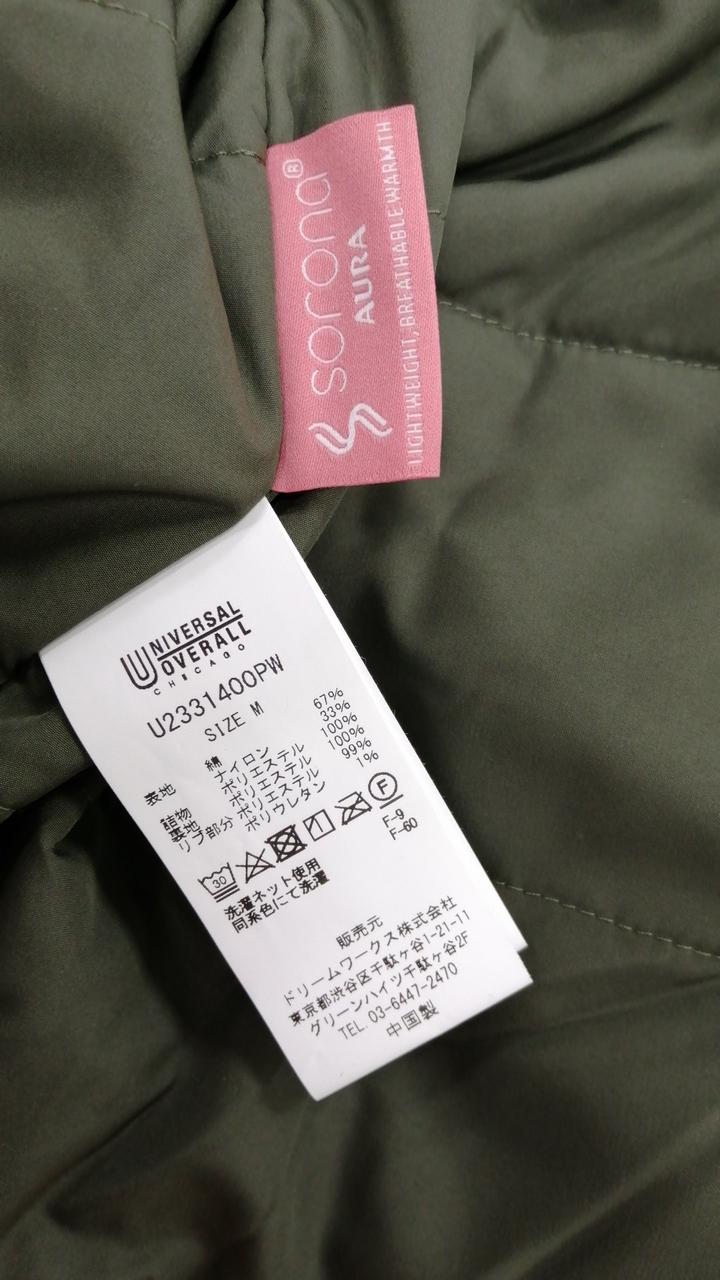 sorona®
AURA
LIGHTWEIGHT, BREATHABLE WARMTH
UNIVERSAL
OVERALL
CHICAGO
U2331400PW
SIZE M
表地 綿 67%
ナイロン 33%
詰物 ポリエステル 100%
裏地 ポリエステル 100%
リブ部分 ポリエステル 99%
ポリウレタン 1%
30
F
F-9
F-60
洗濯ネット使用
同系色にて洗濯
販売元
ドリームワークス株式会社
東京都渋谷区千駄ヶ谷1-21-11
グリーンハイツ千駄ヶ谷2F
TEL. 03-6447-2470
中国製